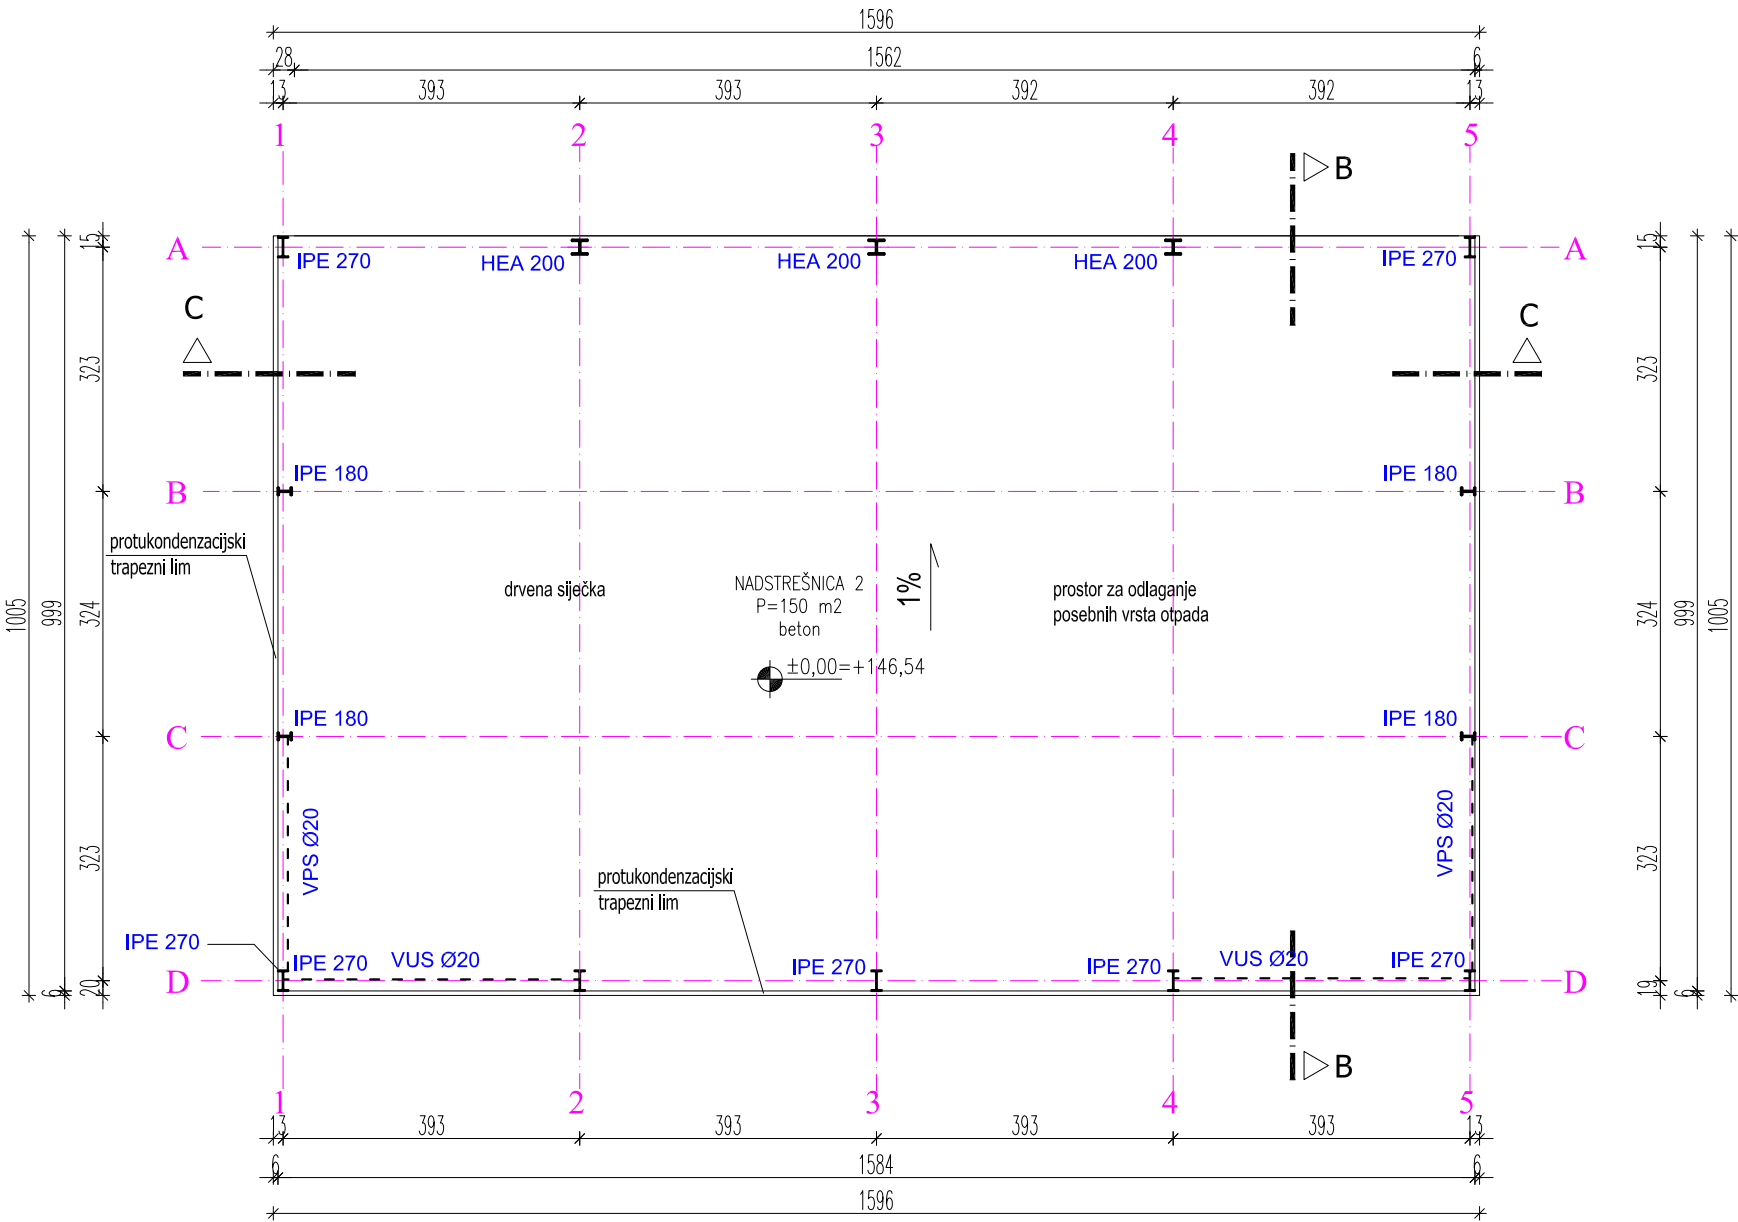 1596
28 1562 6
13 393 393 392 392 13
1 2 3 4 5
B
A IPE 270 HEA 200 HEA 200 HEA 200 IPE 270 A
15 15
C C
323 323
IPE 180 IPE 180
B B
protukondenzacijski
trapezni lim
drvena sječka
NADSTREŠNICA 2
P=150 m2
beton
1%
prostor za odlaganje
posebnih vrsta otpada
±0,00=+146,54
1005 999 324 324 999 1005
IPE 180 IPE 180
C C
VPS Ø20 VPS Ø20
323 323
protukondenzacijski
trapezni lim
IPE 270
IPE 270 VUS Ø20 IPE 270 IPE 270 VUS Ø20 IPE 270
D D
6 20 19 6
B
1 2 3 4 5
13 393 393 393 393 13
6 1584 6
1596